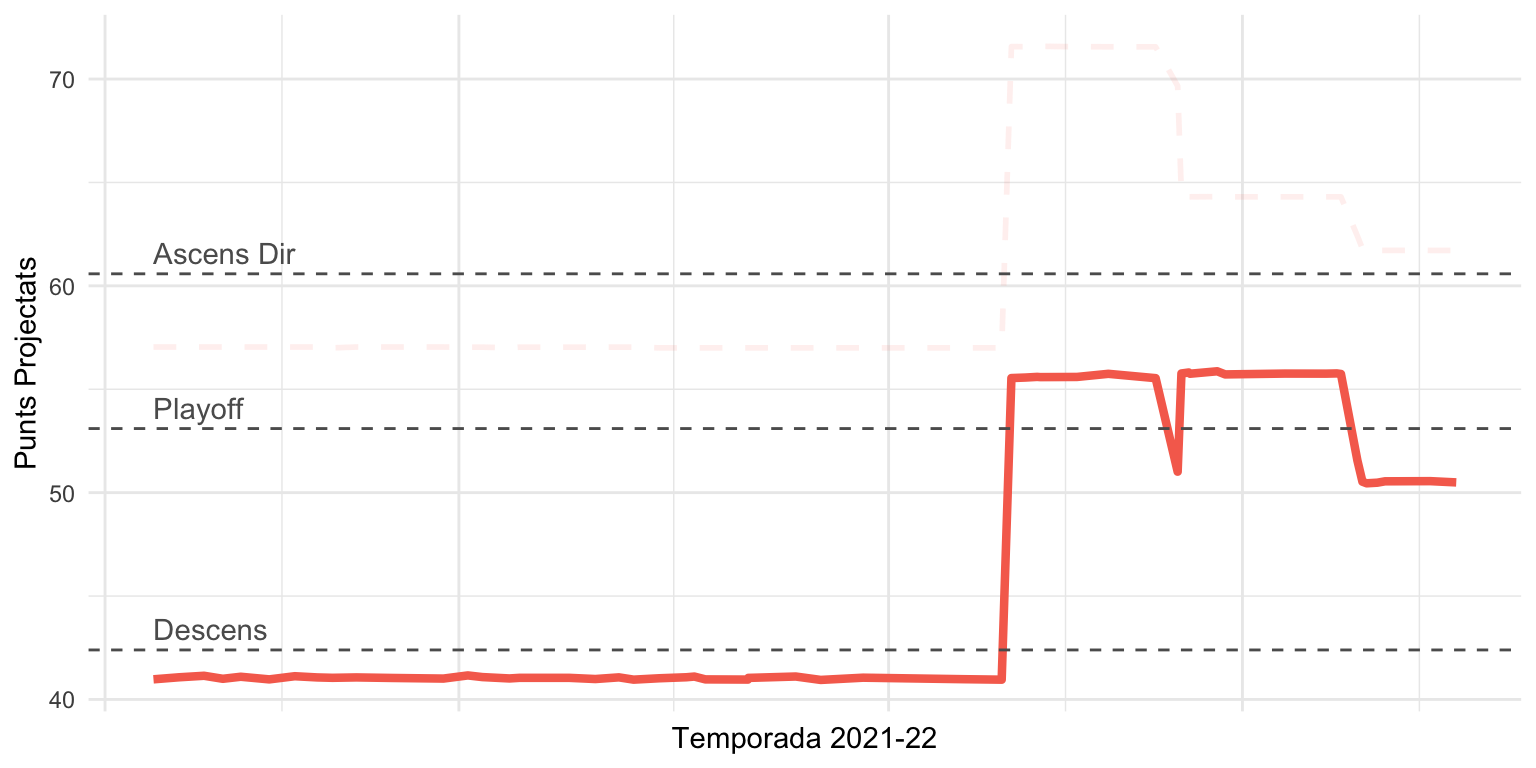 70
60
50
40
Punts Projectats
Ascens Dir
Playoff
Descens
Temporada 2021-22